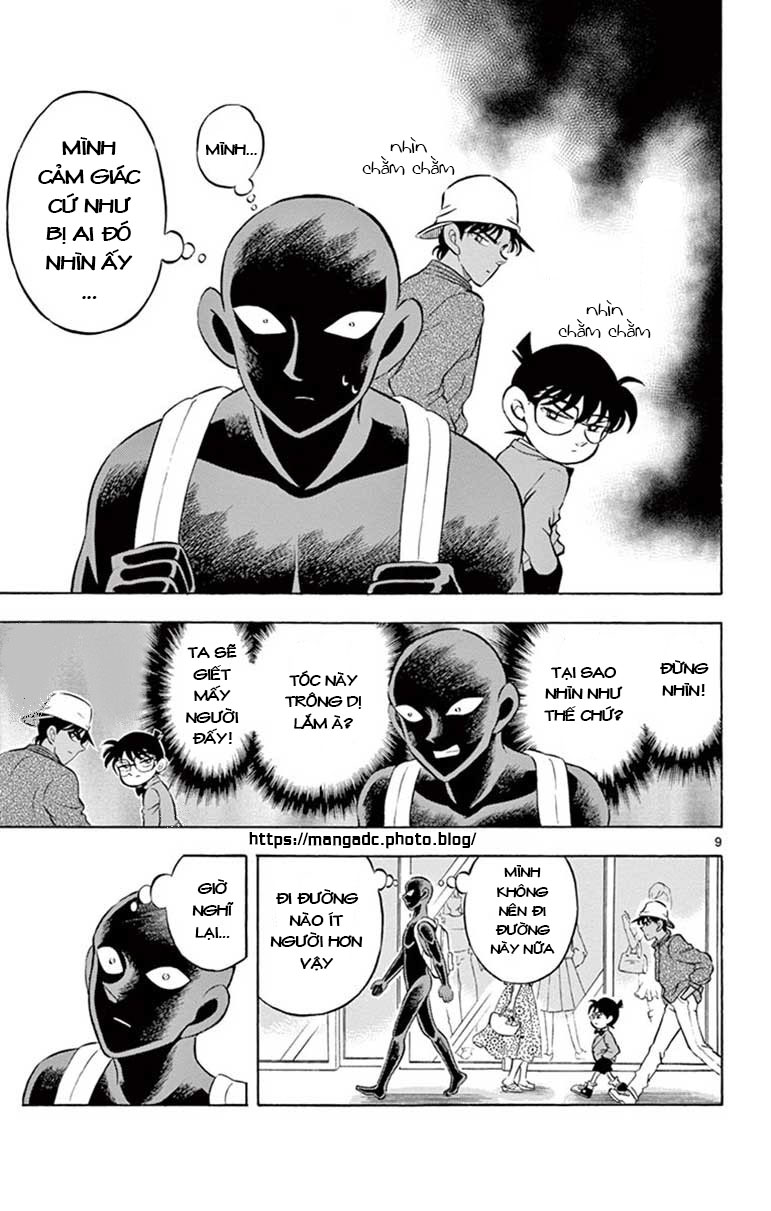 MÌNH...
MÌNH
CẢM GIÁC
CỨ NHƯ
BỊ AI ĐÓ
NHÌN ẤY
...
nhìn
chằm chằm
nhìn
chằm chằm
ĐỪNG
NHÌN!
TẠI SAO
NHÌN NHƯ
THẾ CHỨ?
TÓC NÀY
TRÔNG DỊ
LẮM À?
TA SẼ
GIẾT
MẤY
NGƯỜI
ĐẤY!
https://mangadc.photo.blog/
9
MÌNH
KHÔNG
NÊN ĐI
ĐƯỜNG
NÀY NỮA
ĐI ĐƯỜNG
NÀO ÍT
NGƯỜI HƠN
VẬY
GIỜ
NGHĨ
LẠI...